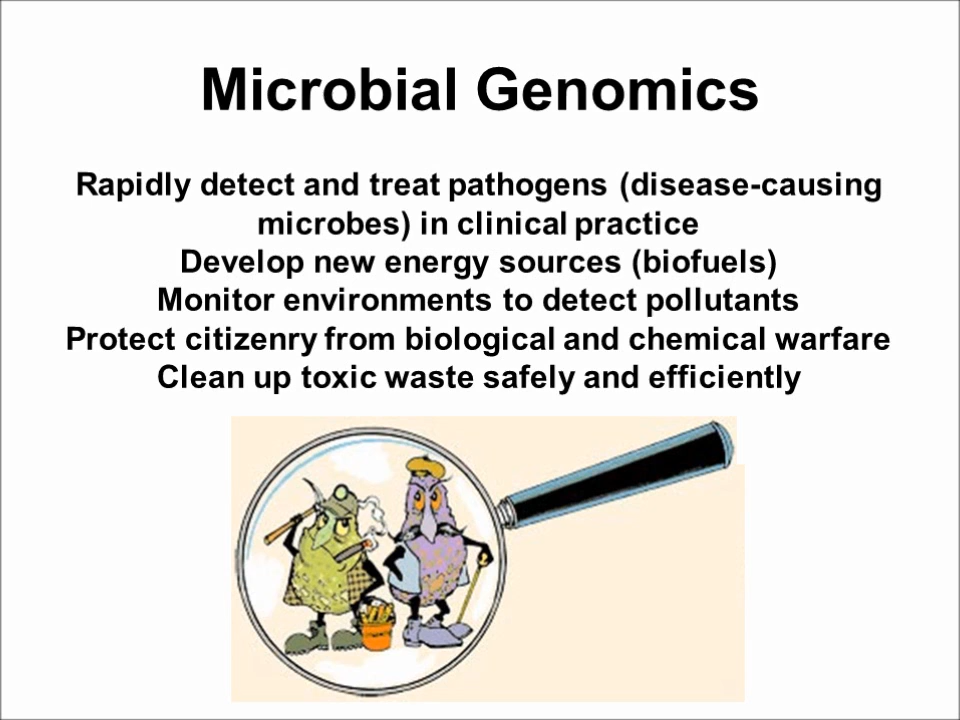 Microbial Genomics
Rapidly detect and treat pathogens (disease-causing
microbes) in clinical practice
Develop new energy sources (biofuels)
Monitor environments to detect pollutants
Protect citizenry from biological and chemical warfare
Clean up toxic waste safely and efficiently